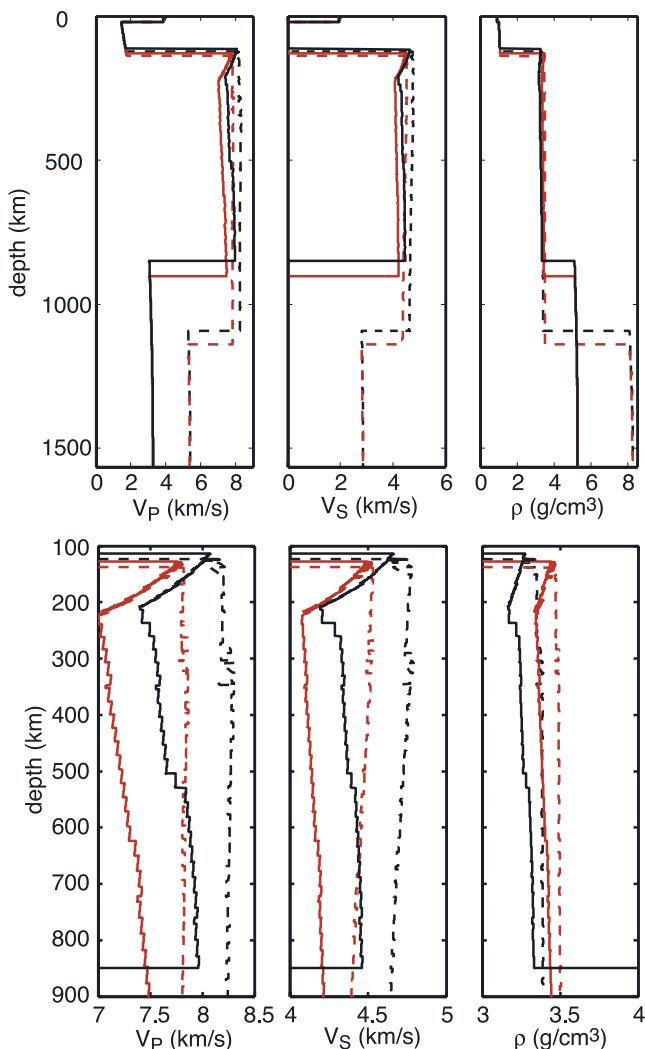 0
500
1000
1500
depth (km)
0 2 4 6 8
V_P (km/s)
0 2 4 6
V_S (km/s)
0 2 4 6 8
ρ (g/cm³)
100
200
300
400
500
600
700
800
900
depth (km)
7 7.5 8 8.5
V_P (km/s)
4 4.5 5
V_S (km/s)
3 3.5 4
ρ (g/cm³)